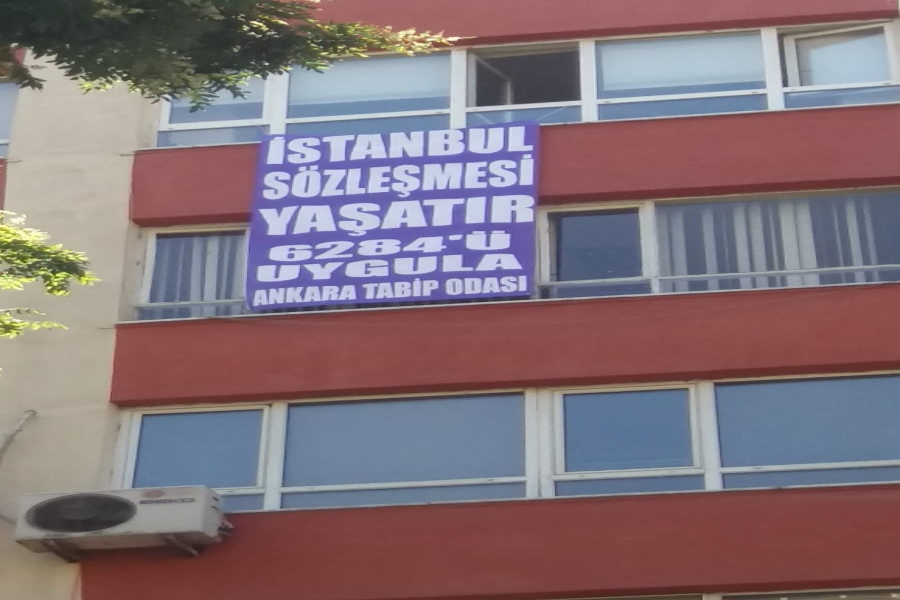 İSTANBUL
SÖZLEŞMESİ
YAŞATIR
6284'Ü
UYGULA
ANKARA TABİP ODASI